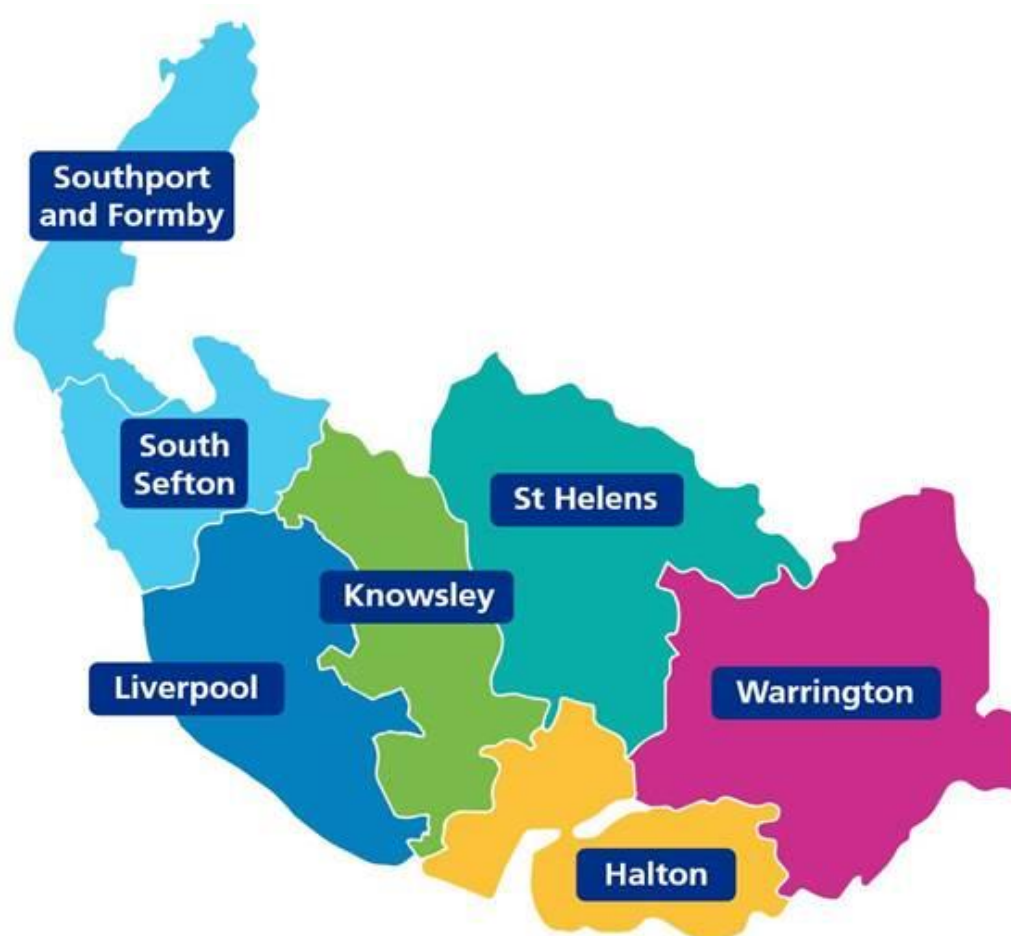 Southport
and Formby
South
Sefton
St Helens
Knowsley
Liverpool
Warrington
Halton